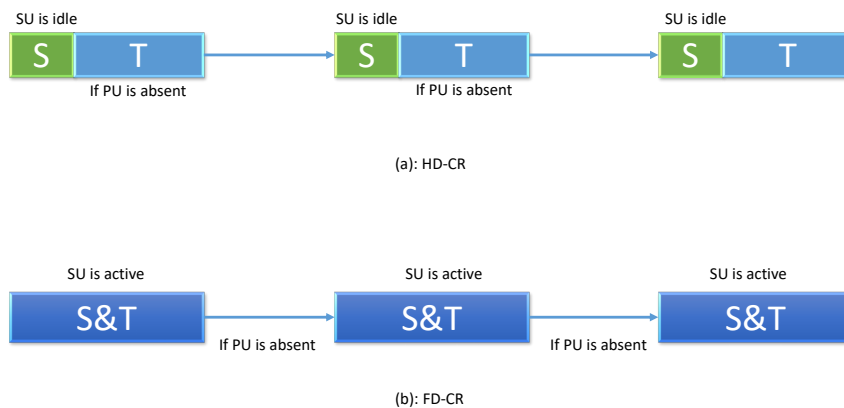 SU is idle SU is idle SU is idle
S T S T S T
If PU is absent If PU is absent
(a): HD-CR
SU is active SU is active SU is active
S&T S&T S&T
If PU is absent If PU is absent
(b): FD-CR